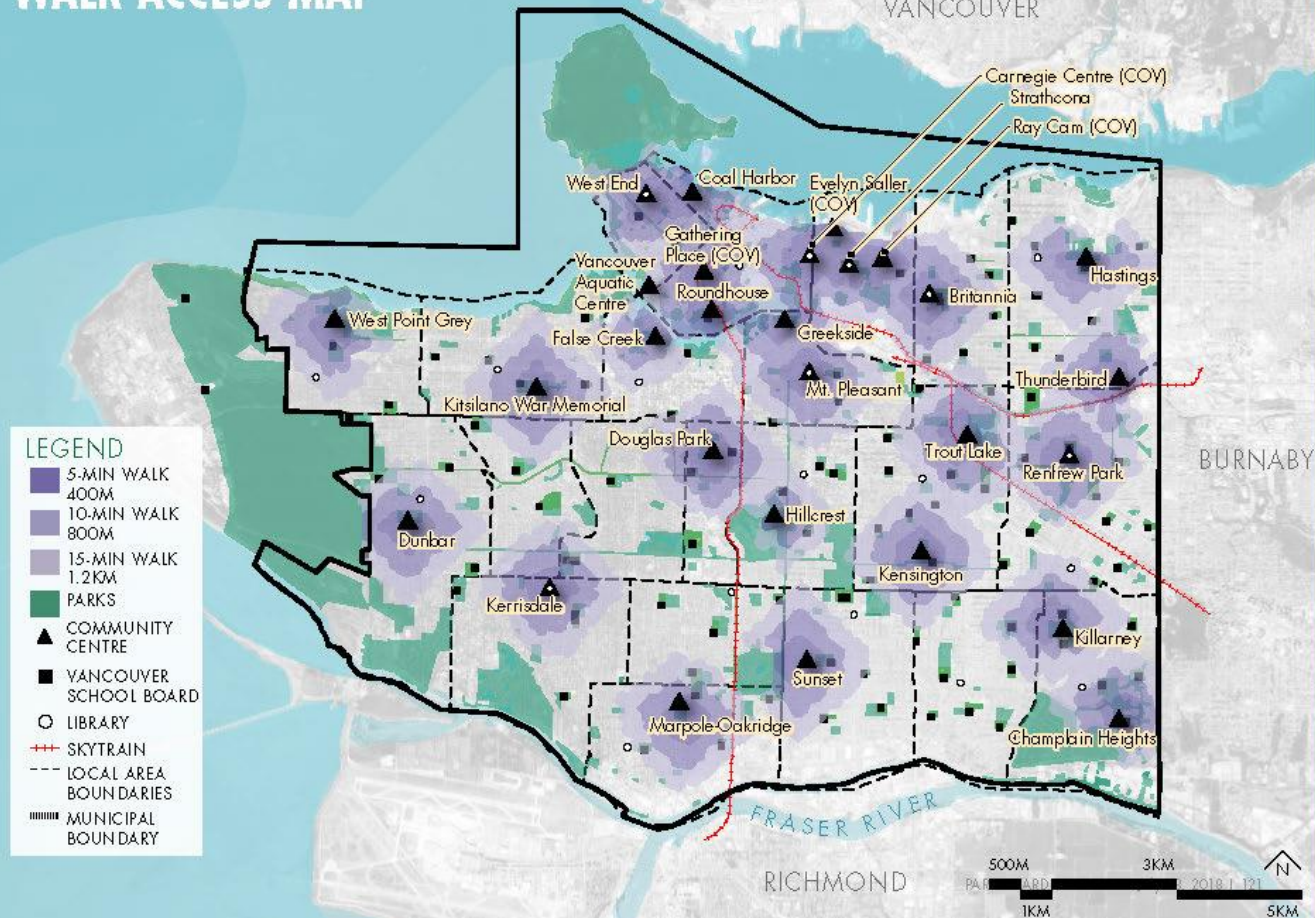 WALK ACCESS MAP
VANCOUVER
Carnegie Centre (COV)
Strathcona
Ray Cam (COV)
West End
Coal Harbor
Evelyn Saller
(COV)
Gathering
Place (COV)
Vancouver
Aquatic
Centre
Roundhouse
Hastings
Britannia
West Point Grey
False Creek
Creekside
Mt. Pleasant
Thunderbird
Kitsilano War Memorial
Douglas Park
Trout Lake
Renfrew Park
BURNABY
Hillcrest
Dunbar
Kensington
Kerrisdale
Killarney
Sunset
Marpole-Oakridge
Champlain Heights
LEGEND
5-MIN WALK
400M
10-MIN WALK
800M
15-MIN WALK
1.2KM
PARKS
COMMUNITY
CENTRE
VANCOUVER
SCHOOL BOARD
LIBRARY
SKYTRAIN
LOCAL AREA
BOUNDARIES
MUNICIPAL
BOUNDARY
FRASER RIVER
RICHMOND
500M
3KM
N
2018 | 121
1KM
5KM